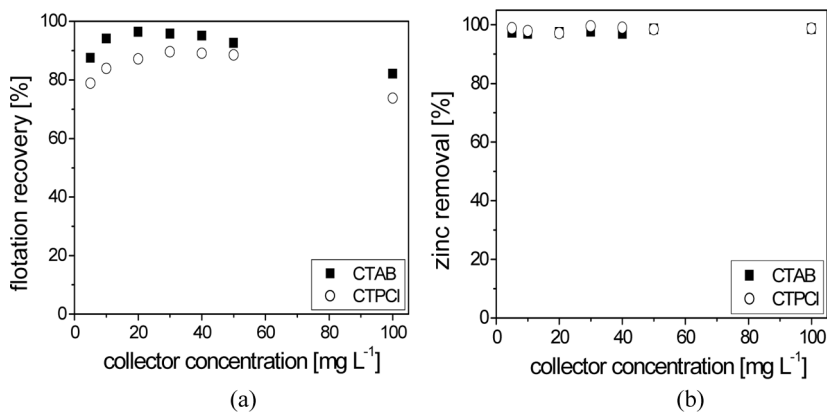 100
80
60
40
20
0
0 20 40 60 80 100
flotation recovery [%]
CTAB
CTPCl
collector concentration [mg L⁻¹]
(a)
100
80
60
40
20
0
0 20 40 60 80 100
zinc removal [%]
CTAB
CTPCl
collector concentration [mg L⁻¹]
(b)